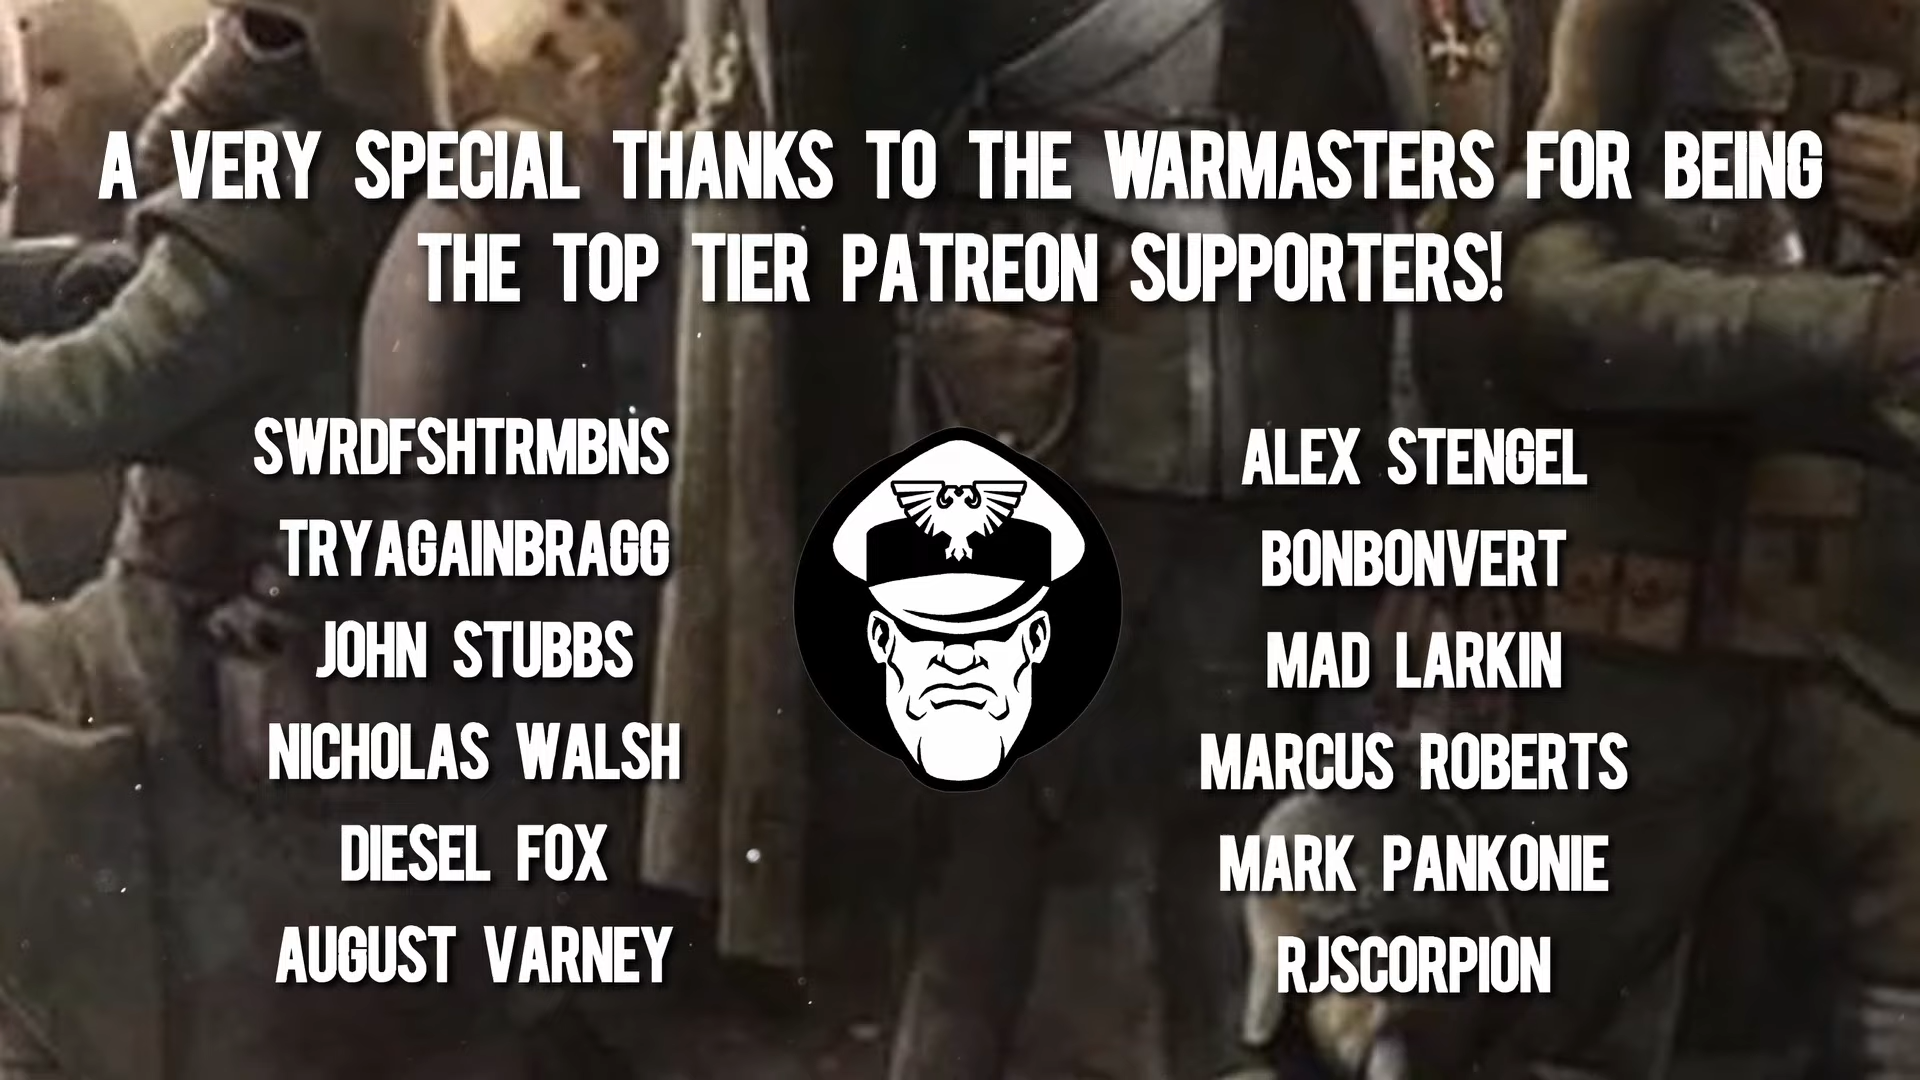 A VERY SPECIAL THANKS TO THE WARMASTERS FOR BEING
THE TOP TIER PATREON SUPPORTERS!
SWRDFSHTRMBNS
TRYAGAINBRAGG
JOHN STUBBS
NICHOLAS WALSH
DIESEL FOX
AUGUST VARNEY
ALEX STENGEL
BONBONVERT
MAD LARKIN
MARCUS ROBERTS
MARK PANKONIE
RJSCORPION